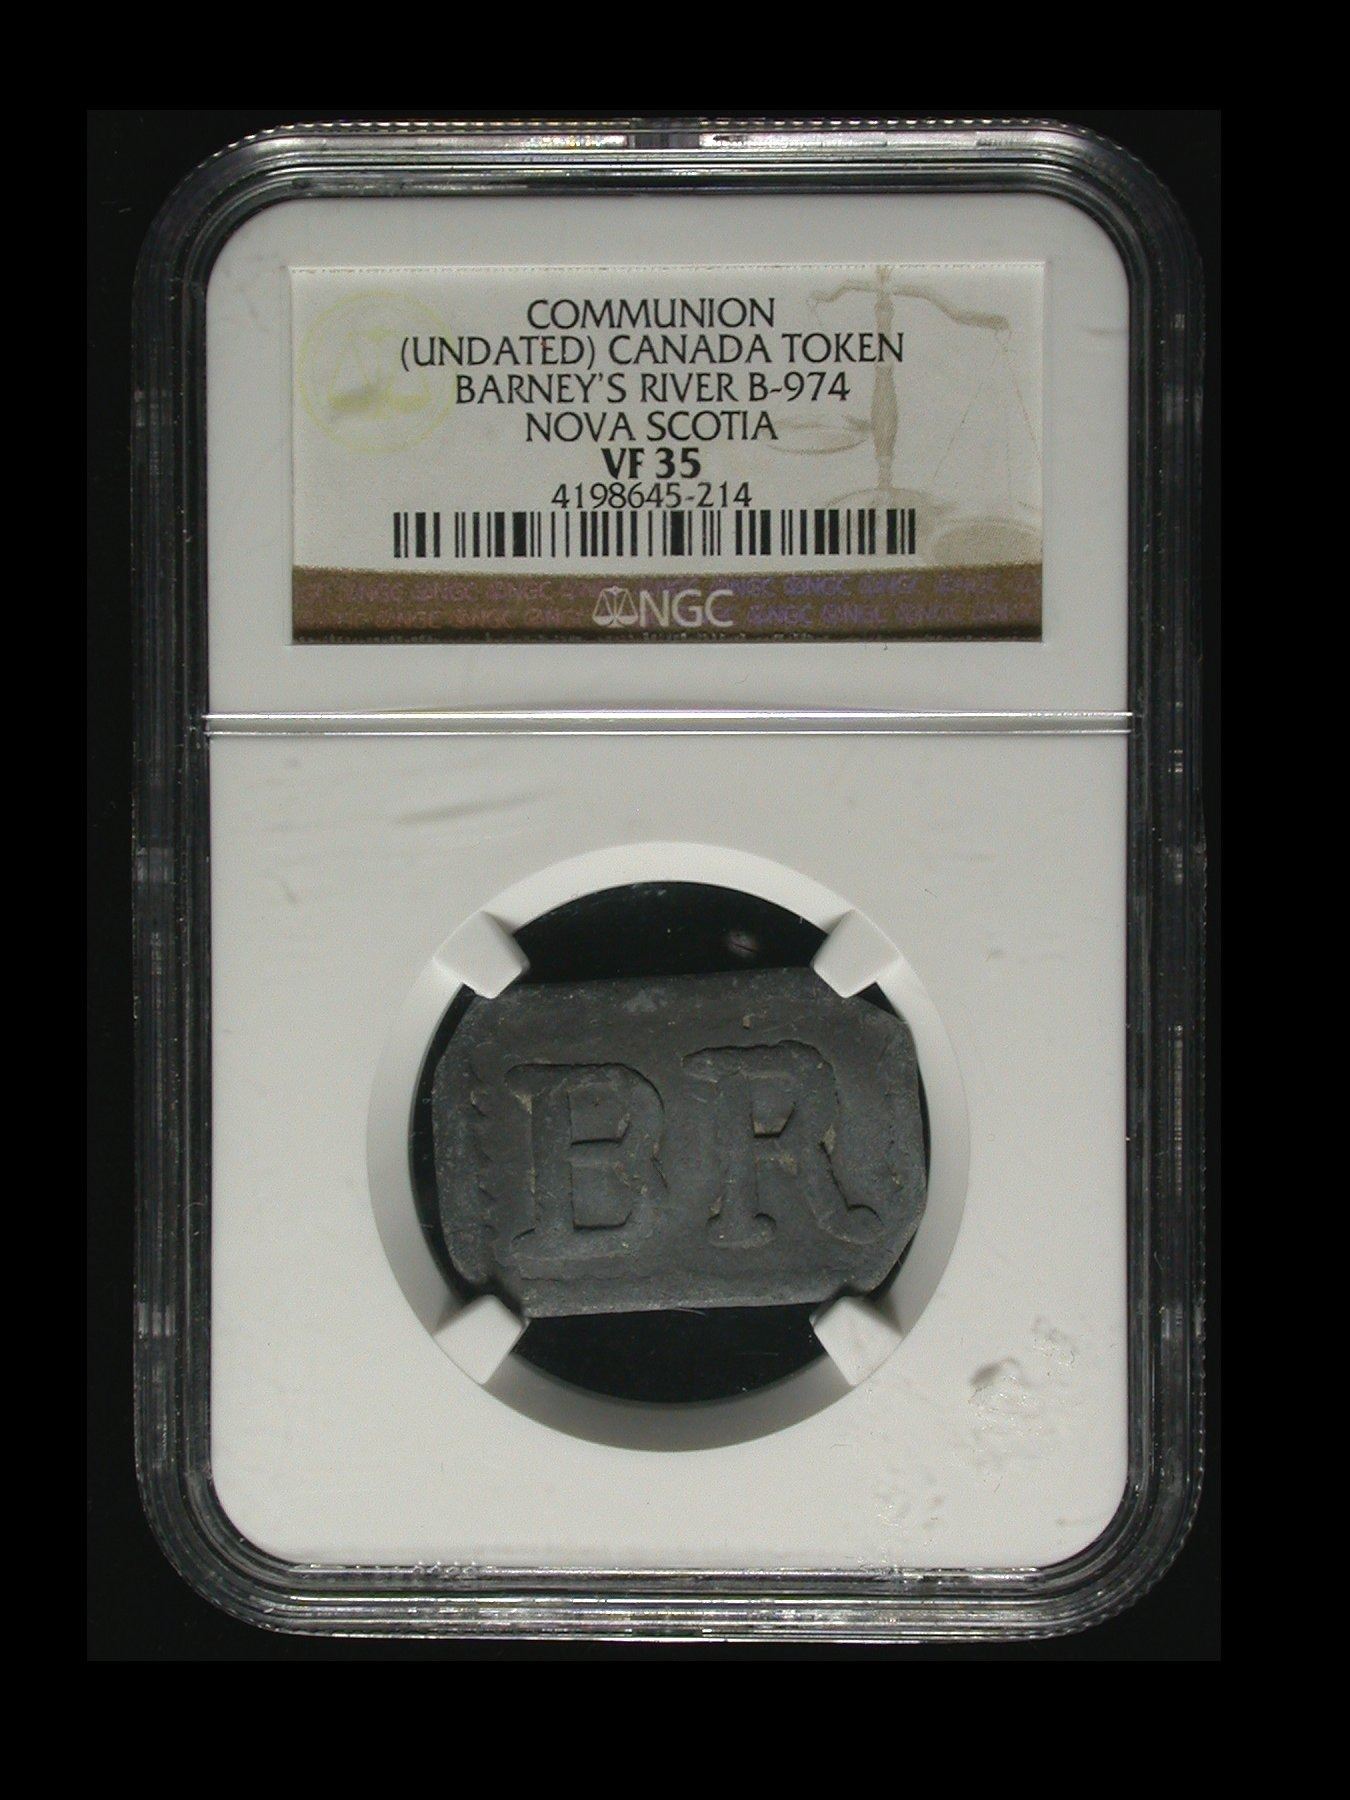 COMMUNION
(UNDATED) CANADA TOKEN
BARNEY'S RIVER B-974
NOVA SCOTIA
VF 35
4198645-214
NGC
BR